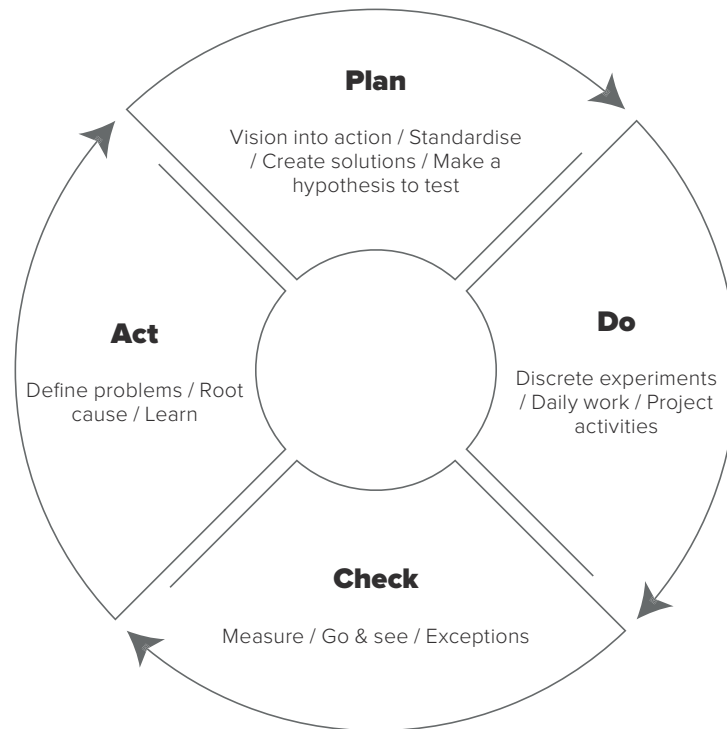 Plan
Vision into action / Standardise
/ Create solutions / Make a
hypothesis to test
Do
Discrete experiments
/ Daily work / Project
activities
Check
Measure / Go & see / Exceptions
Act
Define problems / Root
cause / Learn